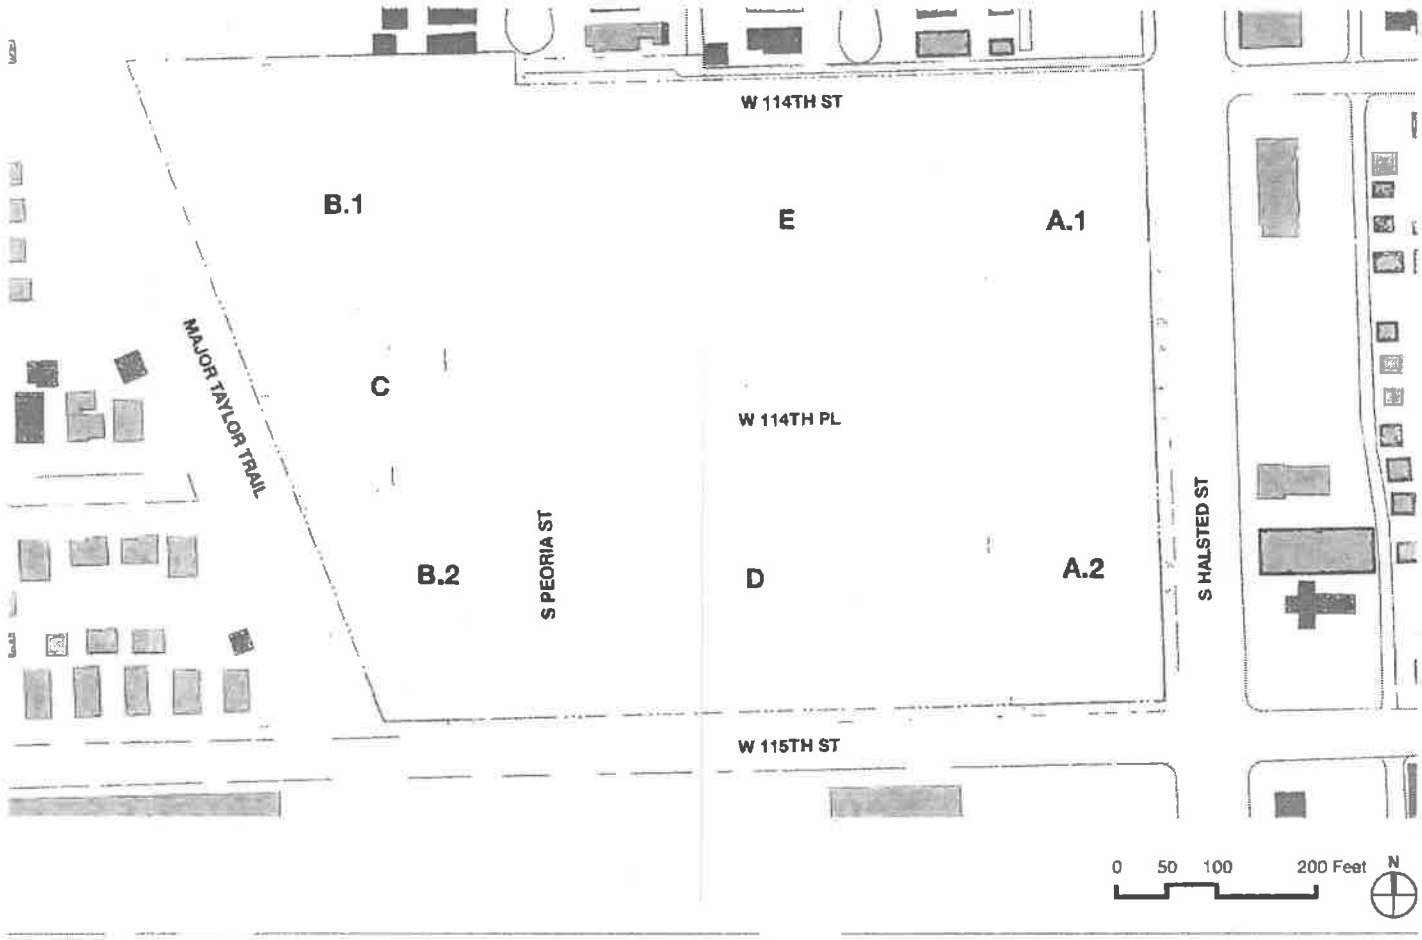 W 114TH ST
B.1
E
A.1
MAJOR TAYLOR TRAIL
C
W 114TH PL
S HALSTED ST
S PEORIA ST
B.2
D
A.2
W 115TH ST
0 50 100 200 Feet
N